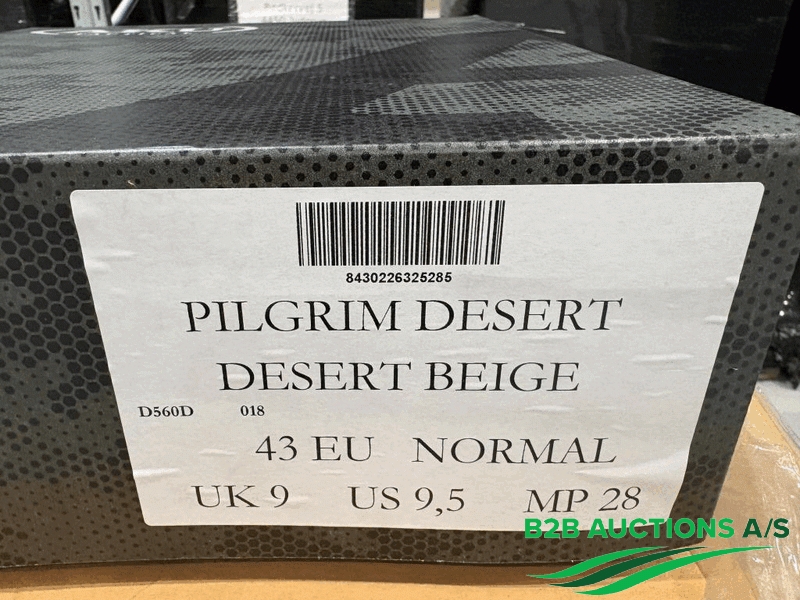 8430226325285
PILGRIM DESERT
DESERT BEIGE
D560D 018
43 EU NORMAL
UK 9 US 9,5 MP 28
B2B AUCTIONS A/S